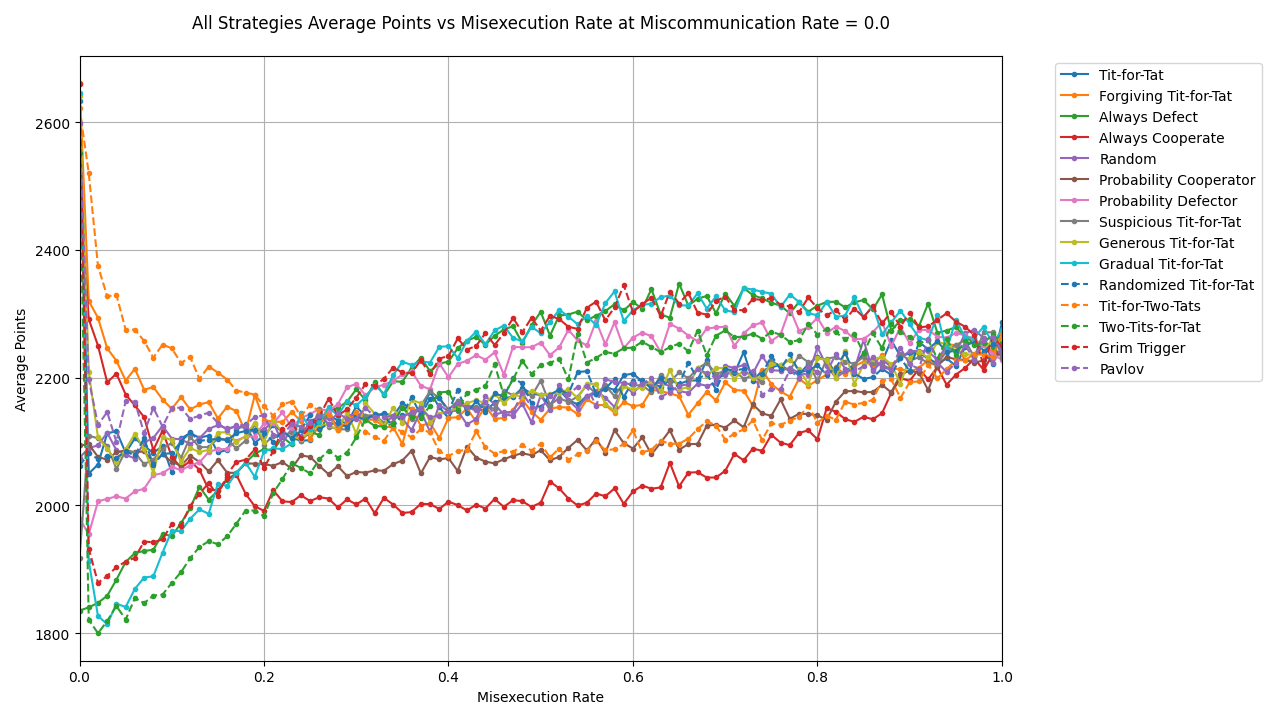 All Strategies Average Points vs Misexecution Rate at Miscommunication Rate = 0.0
Average Points
2600
2400
2200
2000
1800
0.0
0.2
0.4
0.6
0.8
1.0
Misexecution Rate
Tit-for-Tat
Forgiving Tit-for-Tat
Always Defect
Always Cooperate
Random
Probability Cooperator
Probability Defector
Suspicious Tit-for-Tat
Generous Tit-for-Tat
Gradual Tit-for-Tat
Randomized Tit-for-Tat
Tit-for-Two-Tats
Two-Tits-for-Tat
Grim Trigger
Pavlov